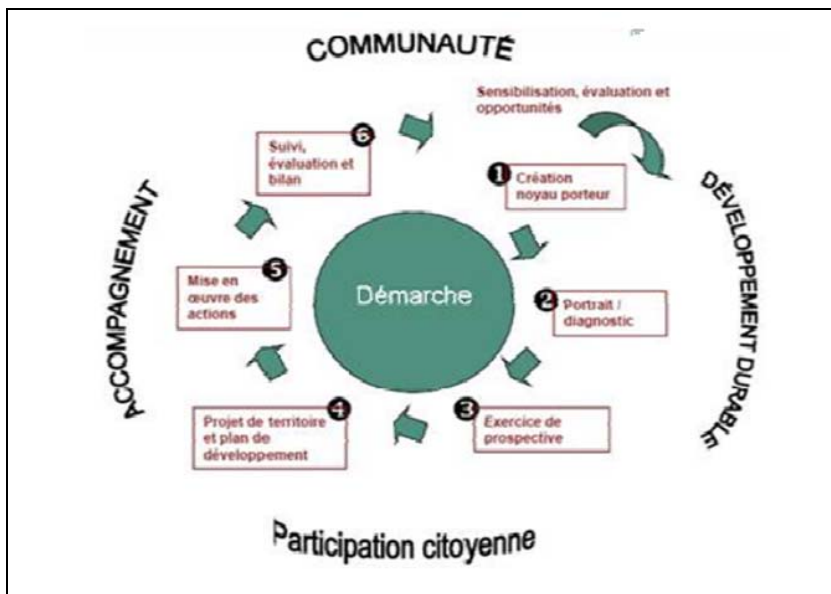 COMMUNAUTÉ
Sensibilisation, évaluation et
opportunités
1
Création
noyau porteur
DÉVELOPPEMENT DURABLE
2
Portrait /
diagnostic
3
Exercice de
prospective
4
Projet de territoire
et plan de
développement
5
Mise en
œuvre des
actions
6
Suivi,
évaluation et
bilan
ACCOMPAGNEMENT
Démarche
Participation citoyenne